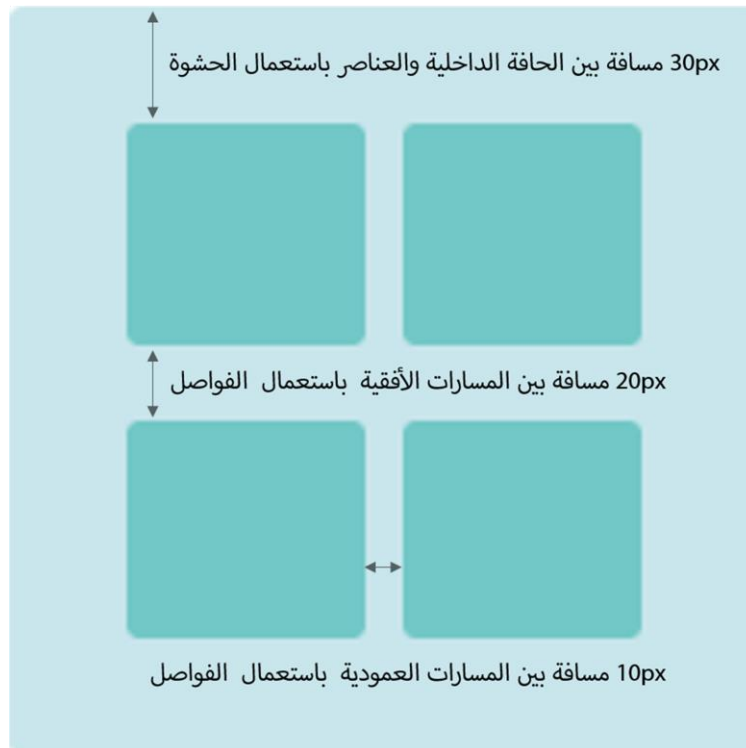 30px مسافة بين الحافة الداخلية والعناصر باستعمال الحشوة
20px مسافة بين المسارات الأفقية باستعمال الفواصل
10px مسافة بين المسارات العمودية باستعمال الفواصل